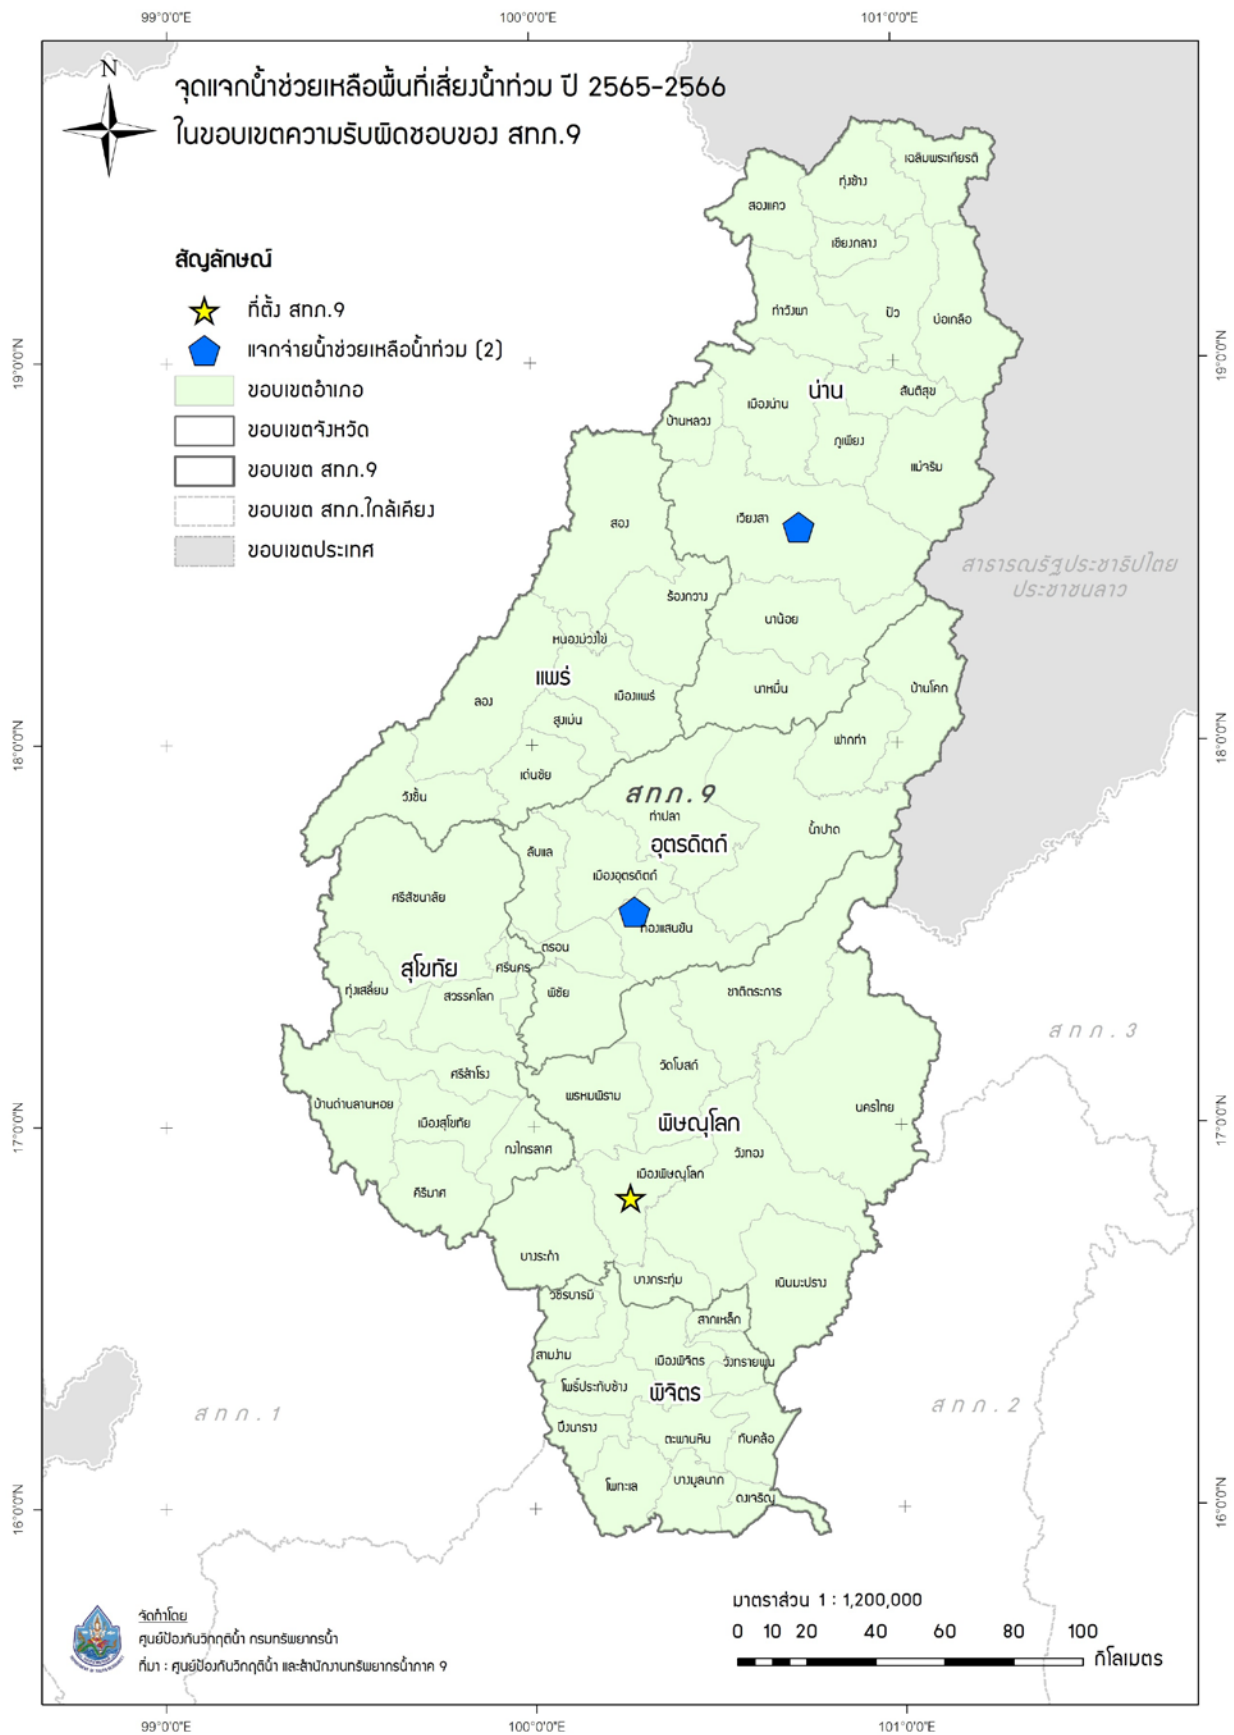 99°0'0"E 100°0'0"E 101°0'0"E
N
จุดแจกน้ำช่วยเหลือพื้นที่เสี่ยงน้ำท่วม ปี 2565-2566
ในขอบเขตความรับผิดชอบของ สทภ.9
สัญลักษณ์
ที่ตั้ง สทภ.9
แจกจ่ายน้ำช่วยเหลือน้ำท่วม (2)
ขอบเขตอำเภอ
ขอบเขตจังหวัด
ขอบเขต สทภ.9
ขอบเขต สทภ.ใกล้เคียง
ขอบเขตประเทศ
เฉลิมพระเกียรติ
ทุ่งช้าง
สองแคว
เชียงกลาง
ท่าวังผา
ปัว
บ่อเกลือ
19°0'0"N
19°0'0"N
น่าน
สันติสุข
เมืองน่าน
บ้านหลวง
ภูเพียง
แม่จริม
เวียงสา
สอง
สาธารณรัฐประชาธิปไตย
ประชาชนลาว
ร้องกวาง
นาน้อย
หนองม่วงไข่
แพร่
นาหมื่น
บ้านโคก
เมืองแพร่
ลอง
สูงเม่น
18°0'0"N
18°0'0"N
ฟากท่า
เด่นชัย
วังชิ้น
สทภ.9
ท่าปลา
น้ำปาด
อุตรดิตถ์
ลับแล
เมืองอุตรดิตถ์
ศรีสัชนาลัย
ทองแสนขัน
ตรอน
สุโขทัย
ศรีนคร
ทุ่งเสลี่ยม
สวรรคโลก
พิชัย
ชาติตระการ
สทภ.3
วัดโบสถ์
ศรีสำโรง
พรหมพิราม
บ้านด่านลานหอย
นครไทย
17°0'0"N
17°0'0"N
เมืองสุโขทัย
พิษณุโลก
กงไกรลาศ
วังทอง
เมืองพิษณุโลก
คีรีมาศ
บางระกำ
บางกระทุ่ม
เนินมะปราง
วชิรบารมี
สากเหล็ก
สามง่าม
เมืองพิจิตร
วังทรายพูน
โพธิ์ประทับช้าง
พิจิตร
สทภ.1
สทภ.2
บึงนาราง
ตะพานหิน
ทับคล้อ
โพทะเล
บางมูลนาก
ดงเจริญ
16°0'0"N
16°0'0"N
จัดทำโดย
ศูนย์ป้องกันวิกฤติน้ำ กรมทรัพยากรน้ำ
ที่มา : ศูนย์ป้องกันวิกฤติน้ำ และสำนักงานทรัพยากรน้ำภาค 9
มาตราส่วน 1 : 1,200,000
0 10 20 40 60 80 100
กิโลเมตร
99°0'0"E 100°0'0"E 101°0'0"E